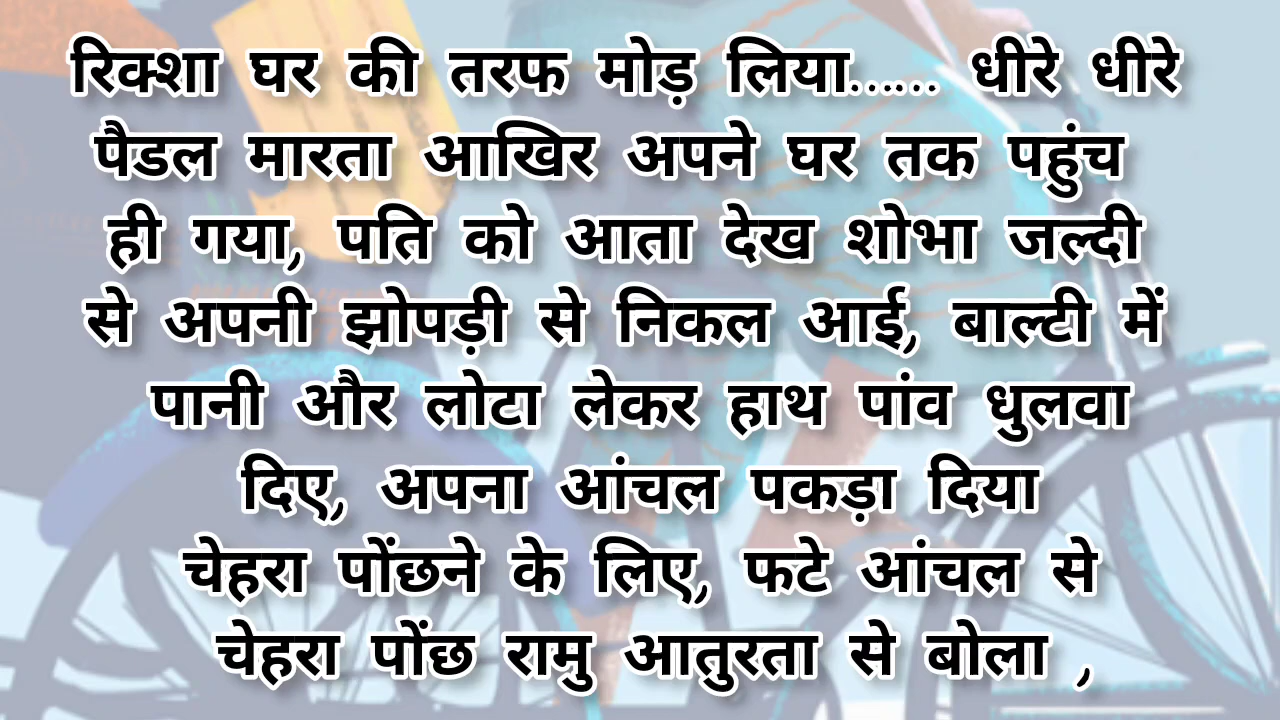 रिक्शा घर की तरफ मोड़ लिया...... धीरे धीरे
पैडल मारता आखिर अपने घर तक पहुंच
ही गया, पति को आता देख शोभा जल्दी
से अपनी झोपड़ी से निकल आई, बाल्टी में
पानी और लोटा लेकर हाथ पांव धुलवा
दिए, अपना आंचल पकड़ा दिया
चेहरा पोंछने के लिए, फटे आंचल से
चेहरा पोंछ रामु आतुरता से बोला ,